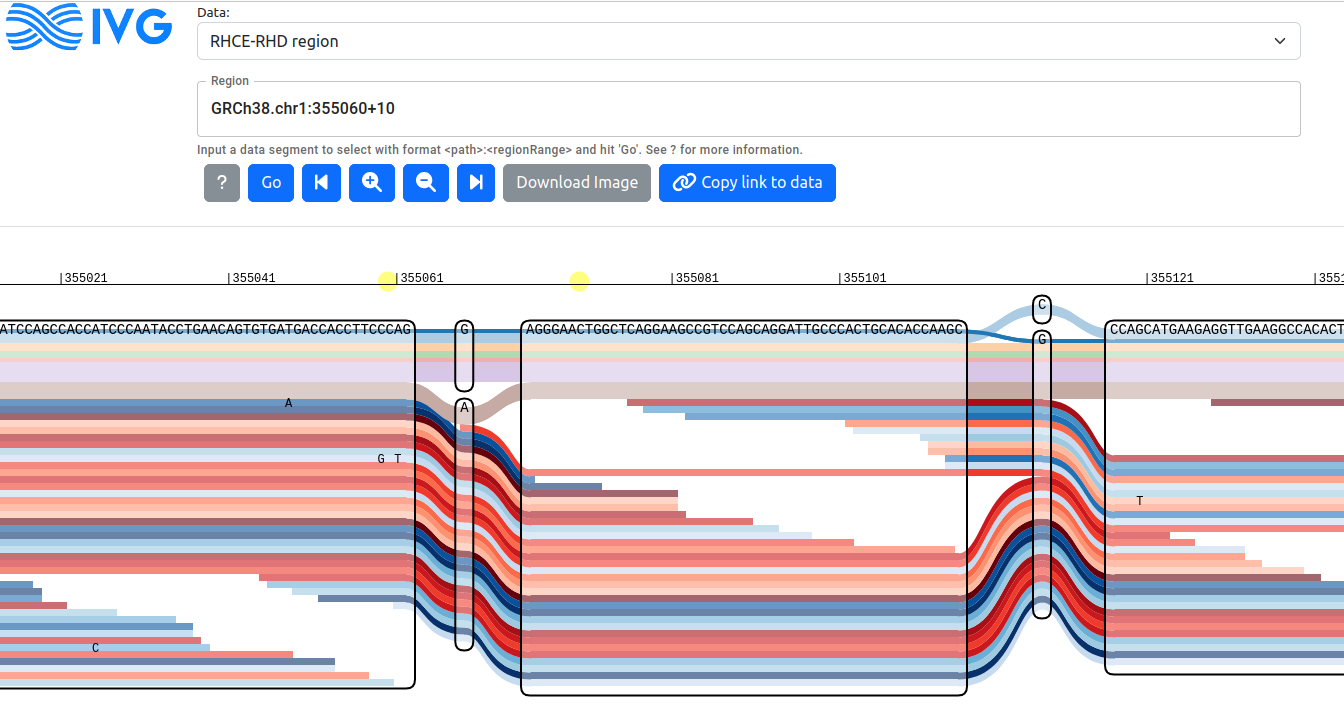 IVG
Data:
RHCE-RHD region
Region
GRCh38.chr1:355060+10
Input a data segment to select with format <path>:<regionRange> and hit 'Go'. See ? for more information.
? Go Download Image Copy link to data
|355021 |355041 |355061 |355081 |355101 |355121 |3551
C
ATCCAGCCACCATCCCAATACCTGAACAGTGTGATGACCACCTTCCCAG G AGGGAACTGGCTCAGGAAGCCGTCCAGCAGGATTGCCCACTGCACACCAAGC CCAGCATGAAGAGGTTGAAGGCCACACT
G
A A
G T
T
C